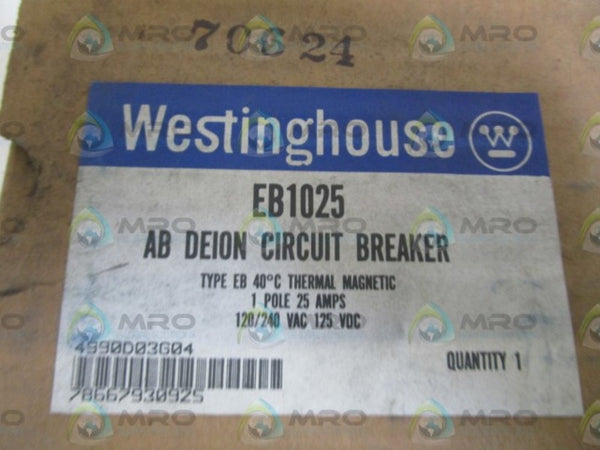 70624
Westinghouse W
EB1025
AB DEION CIRCUIT BREAKER
TYPE EB 40°C THERMAL MAGNETIC
1 POLE 25 AMPS
120/240 VAC 125 VDC
4990D03G04
78667930925
QUANTITY 1
MRO